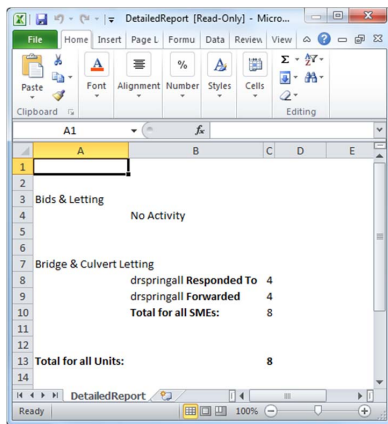 DetailedReport [Read-Only] - Micro...
File Home Insert Page L Formu Data Review View
Paste Font Alignment Number Styles Cells
Clipboard Editing
A1 fx
A B C D E
1
2
3 Bids & Letting
4 No Activity
5
6
7 Bridge & Culvert Letting
8 drspringall Responded To 4
9 drspringall Forwarded 4
10 Total for all SMEs: 8
11
12
13 Total for all Units: 8
14
DetailedReport
Ready 100%